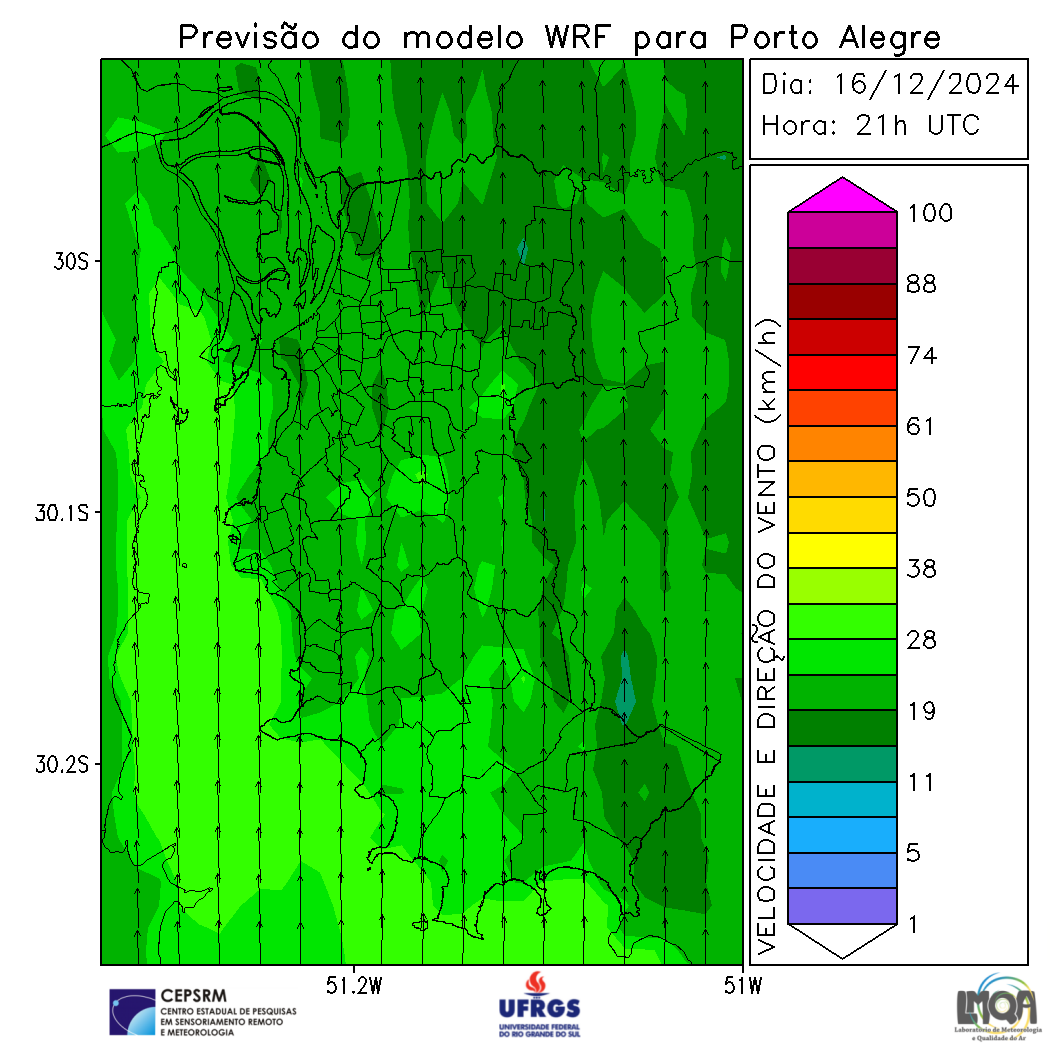 Previsão do modelo WRF para Porto Alegre
Dia: 16/12/2024
Hora: 21h UTC
30S
30.1S
30.2S
51.2W
51W
VELOCIDADE E DIREÇÃO DO VENTO (km/h)
100
88
74
61
50
38
28
19
11
5
1
CEPSRM
CENTRO ESTADUAL DE PESQUISAS
EM SENSORIAMENTO REMOTO
E METEOROLOGIA
UFRGS
UNIVERSIDADE FEDERAL
DO RIO GRANDE DO SUL
LMQA
Laboratório de Meteorologia
e Qualidade do Ar